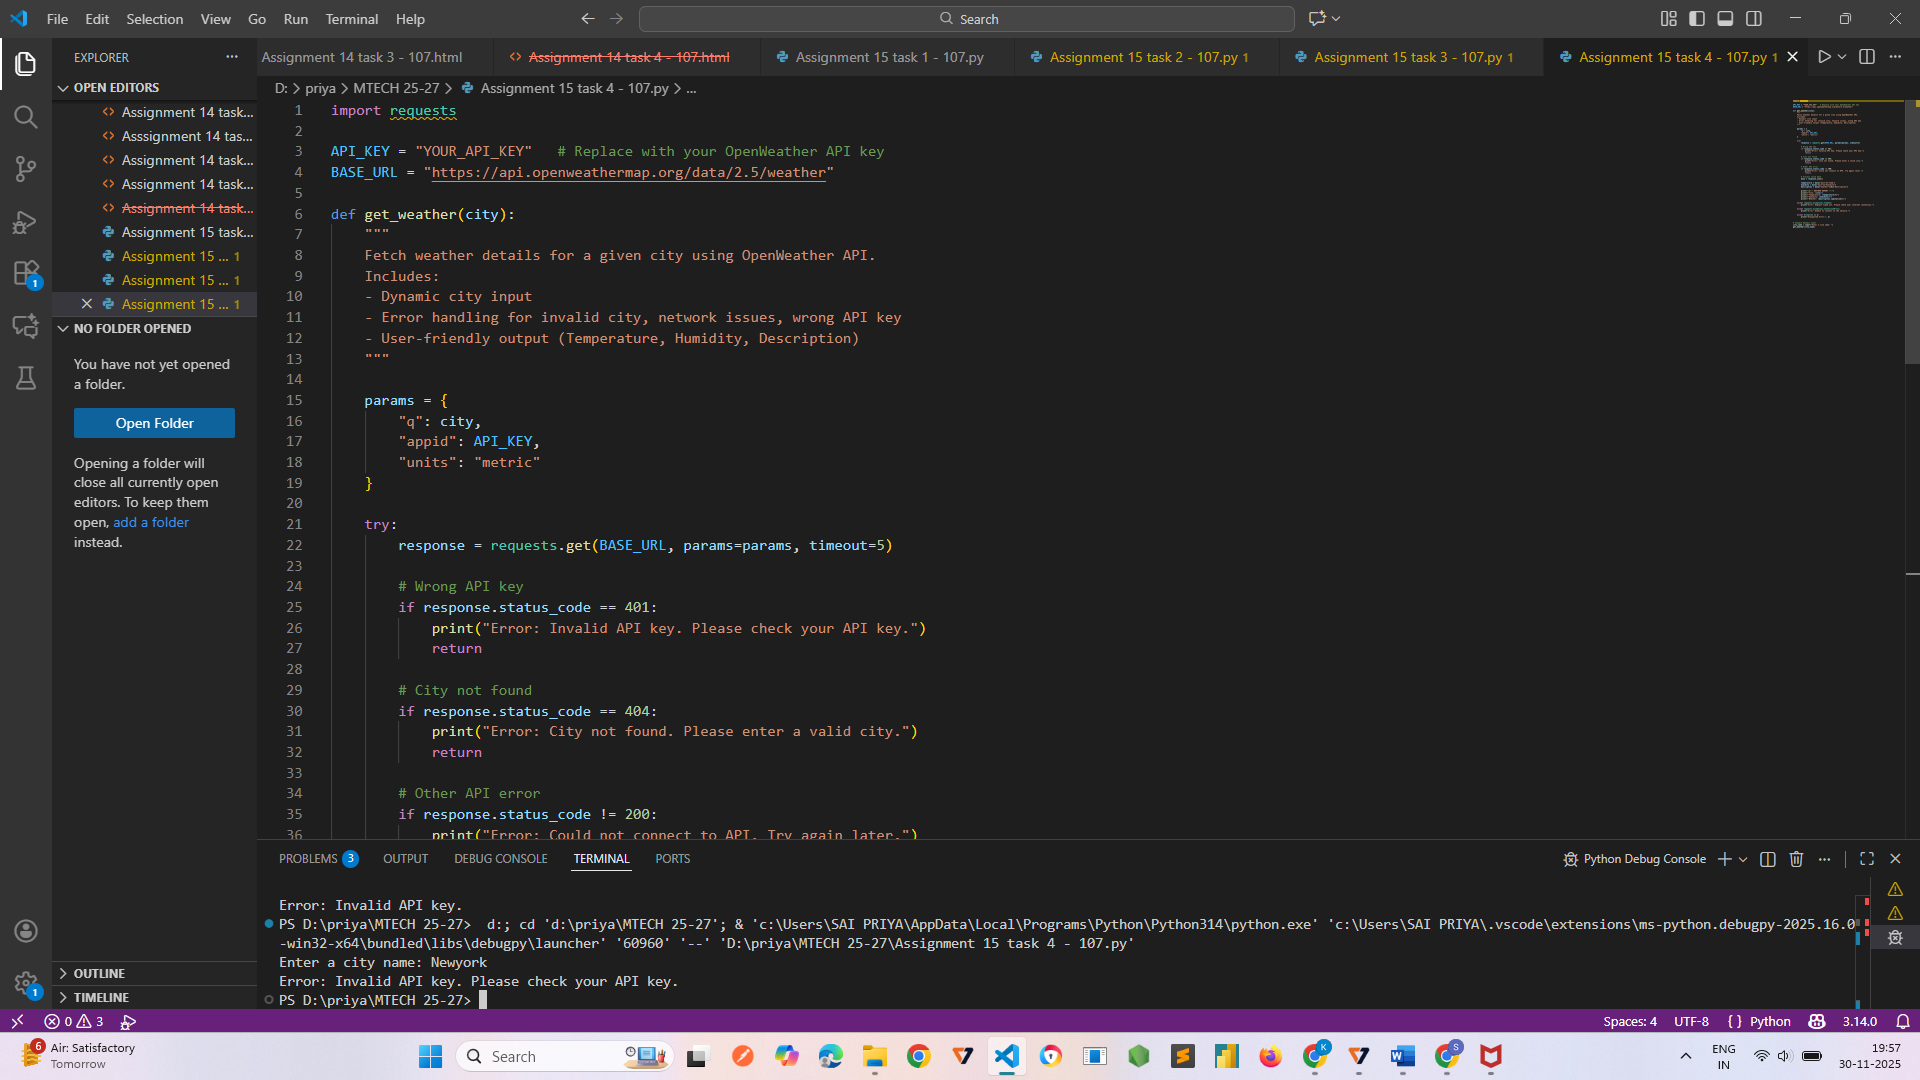 File Edit Selection View Go Run Terminal Help
Search
EXPLORER
Assignment 14 task 3 - 107.html
Assignment 14 task 4 - 107.html
Assignment 15 task 1 - 107.py
Assignment 15 task 2 - 107.py 1
Assignment 15 task 3 - 107.py 1
Assignment 15 task 4 - 107.py 1
OPEN EDITORS
Assignment 14 task...
Asssignment 14 tas...
Assignment 14 task...
Assignment 14 task...
Assignment 14 task...
Assignment 15 task...
Assignment 15 ... 1
Assignment 15 ... 1
Assignment 15 ... 1
NO FOLDER OPENED
You have not yet opened
a folder.
Open Folder
Opening a folder will
close all currently open
editors. To keep them
open, add a folder
instead.
OUTLINE
TIMELINE
1
1
D: > priya > MTECH 25-27 > Assignment 15 task 4 - 107.py > ...
1 import requests
2
3 API_KEY = "YOUR_API_KEY"   # Replace with your OpenWeather API key
4 BASE_URL = "https://api.openweathermap.org/data/2.5/weather"
5
6 def get_weather(city):
7     """
8     Fetch weather details for a given city using OpenWeather API.
9     Includes:
10     - Dynamic city input
11     - Error handling for invalid city, network issues, wrong API key
12     - User-friendly output (Temperature, Humidity, Description)
13     """
14
15     params = {
16         "q": city,
17         "appid": API_KEY,
18         "units": "metric"
19     }
20
21     try:
22         response = requests.get(BASE_URL, params=params, timeout=5)
23
24         # Wrong API key
25         if response.status_code == 401:
26             print("Error: Invalid API key. Please check your API key.")
27             return
28
29         # City not found
30         if response.status_code == 404:
31             print("Error: City not found. Please enter a valid city.")
32             return
33
34         # Other API error
35         if response.status_code != 200:
36             print("Error: Could not connect to API. Try again later.")
PROBLEMS 3 OUTPUT DEBUG CONSOLE TERMINAL PORTS
Python Debug Console
Error: Invalid API key.
PS D:\priya\MTECH 25-27>  d:; cd 'd:\priya\MTECH 25-27'; & 'c:\Users\SAI PRIYA\AppData\Local\Programs\Python\Python314\python.exe' 'c:\Users\SAI PRIYA\.vscode\extensions\ms-python.debugpy-2025.16.0
-win32-x64\bundled\libs\debugpy\launcher' '60960' '--' 'D:\priya\MTECH 25-27\Assignment 15 task 4 - 107.py'
Enter a city name: Newyork
Error: Invalid API key. Please check your API key.
PS D:\priya\MTECH 25-27>
0 3
Spaces: 4 UTF-8 { } Python 3.14.0
6
Air: Satisfactory
Tomorrow
Search
K
S
ENG
IN
19:57
30-11-2025